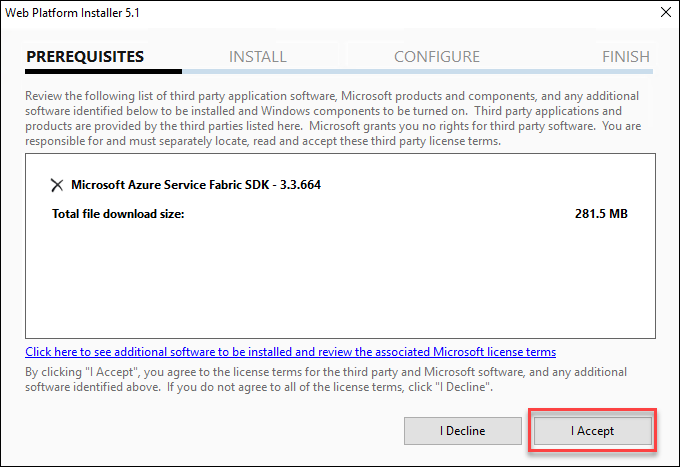 Web Platform Installer 5.1
PREREQUISITES INSTALL CONFIGURE FINISH
Review the following list of third party application software, Microsoft products and components, and any additional
software identified below to be installed and Windows components to be turned on. Third party applications and
products are provided by the third parties listed here. Microsoft grants you no rights for third party software. You are
responsible for and must separately locate, read and accept these third party license terms.
Microsoft Azure Service Fabric SDK - 3.3.664
Total file download size: 281.5 MB
Click here to see additional software to be installed and review the associated Microsoft license terms
By clicking "I Accept", you agree to the license terms for the third party and Microsoft software, and any additional
software identified above. If you do not agree to all of the license terms, click "I Decline".
I Decline I Accept